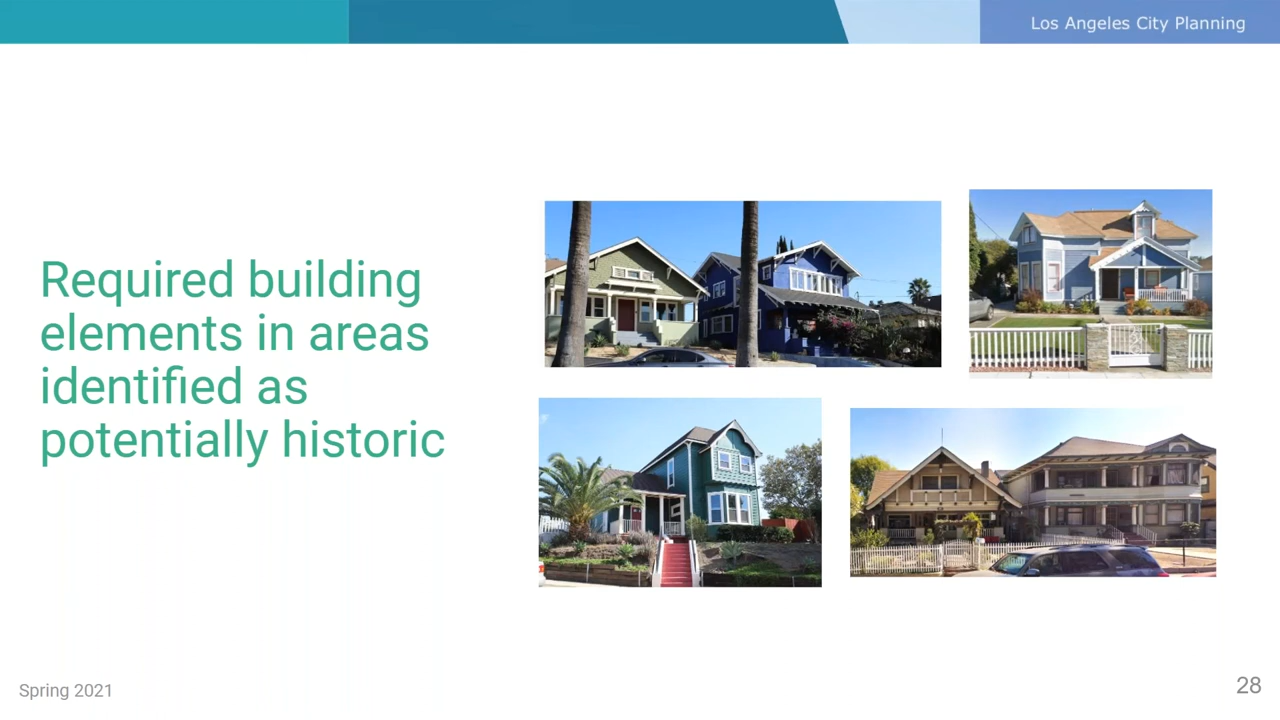 Los Angeles City Planning
Required building
elements in areas
identified as
potentially historic
Spring 2021
28